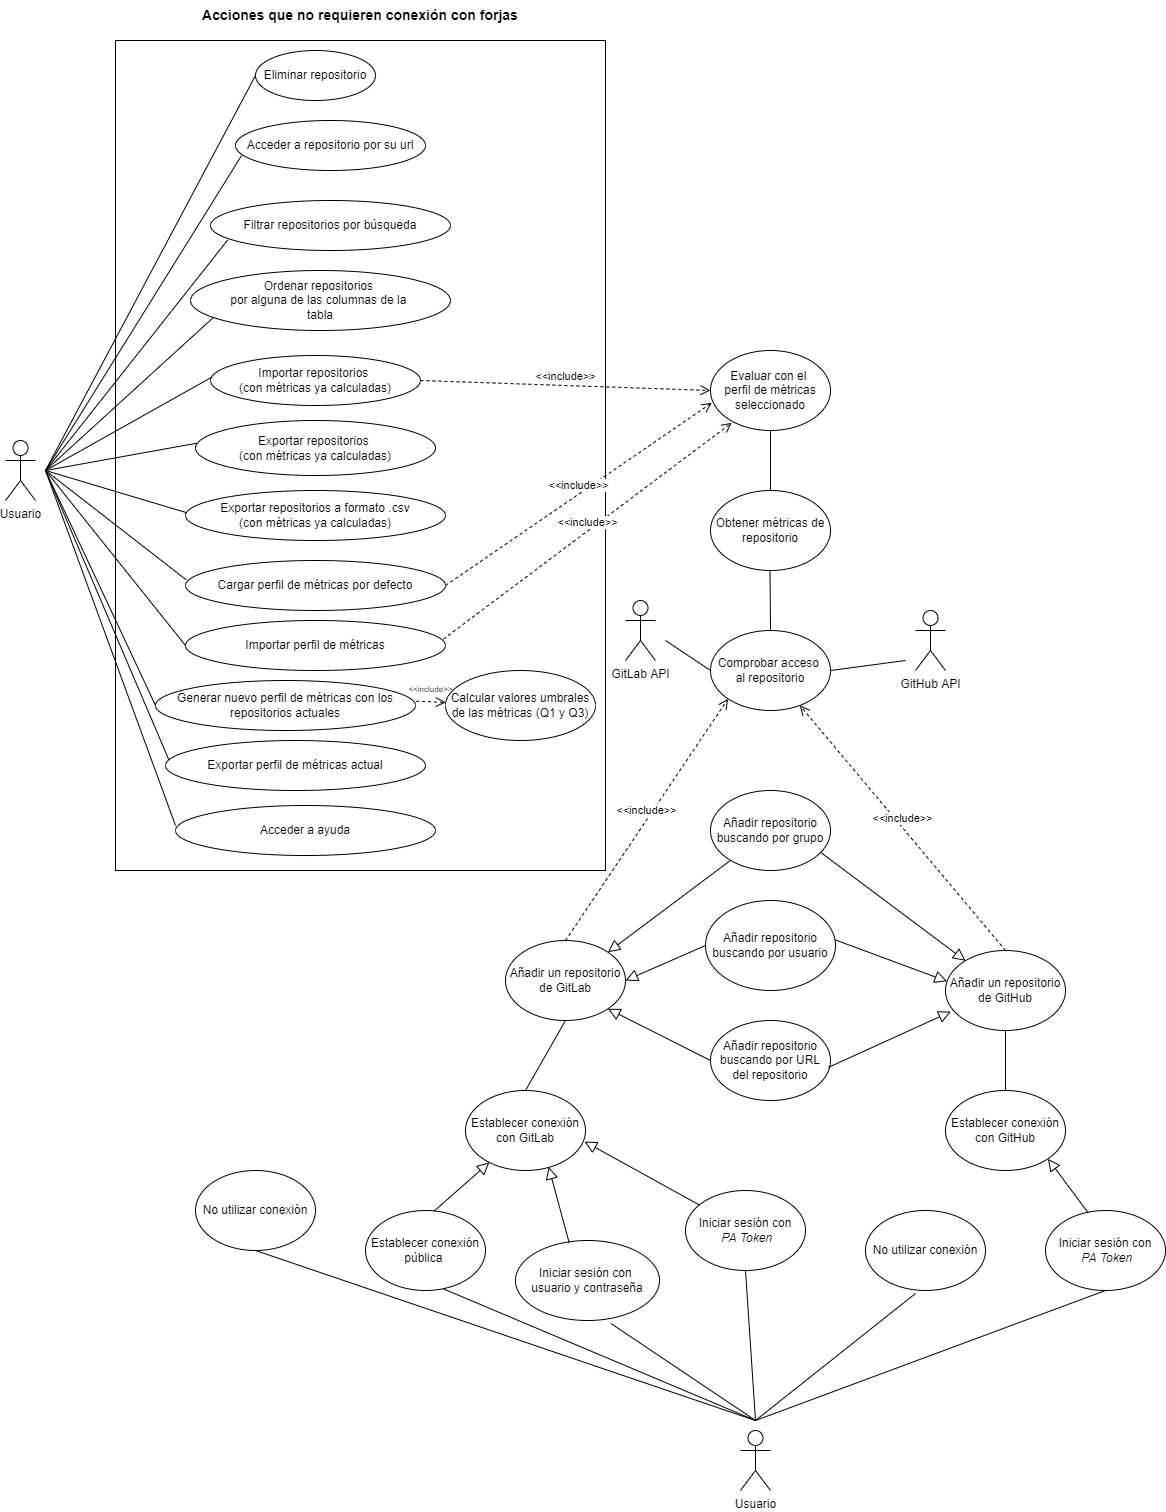 Acciones que no requieren conexión con forjas
Eliminar repositorio
Acceder a repositorio por su url
Filtrar repositorios por búsqueda
Ordenar repositorios
por alguna de las columnas de la
tabla
Importar repositorios
(con métricas ya calculadas)
<<include>>
Evaluar con el
perfil de métricas
seleccionado
Exportar repositorios
(con métricas ya calculadas)
Usuario
<<include>>
Exportar repositorios a formato .csv
(con métricas ya calculadas)
<<include>>
Obtener métricas de
repositorio
Cargar perfil de métricas por defecto
Importar perfil de métricas
GitLab API
Comprobar acceso
al repositorio
GitHub API
Generar nuevo perfil de métricas con los
repositorios actuales
<<include>>
Calcular valores umbrales
de las métricas (Q1 y Q3)
Exportar perfil de métricas actual
Acceder a ayuda
<<include>>
<<include>>
Añadir repositorio
buscando por grupo
Añadir repositorio
buscando por usuario
Añadir un repositorio
de GitLab
Añadir un repositorio
de GitHub
Añadir repositorio
buscando por URL
del repositorio
Establecer conexión
con GitLab
Establecer conexión
con GitHub
No utilizar conexión
Establecer conexión
pública
Iniciar sesión con
usuario y contraseña
Iniciar sesión con
PA Token
No utilizar conexión
Iniciar sesión con
PA Token
Usuario